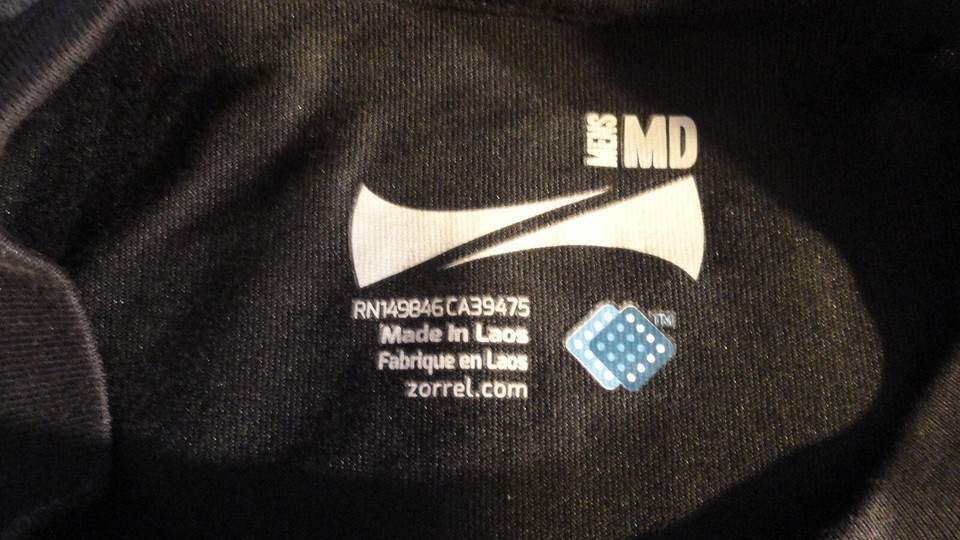 MENS MD
RN149846 CA39475
Made In Laos
Fabrique en Laos
zorrel.com
TM